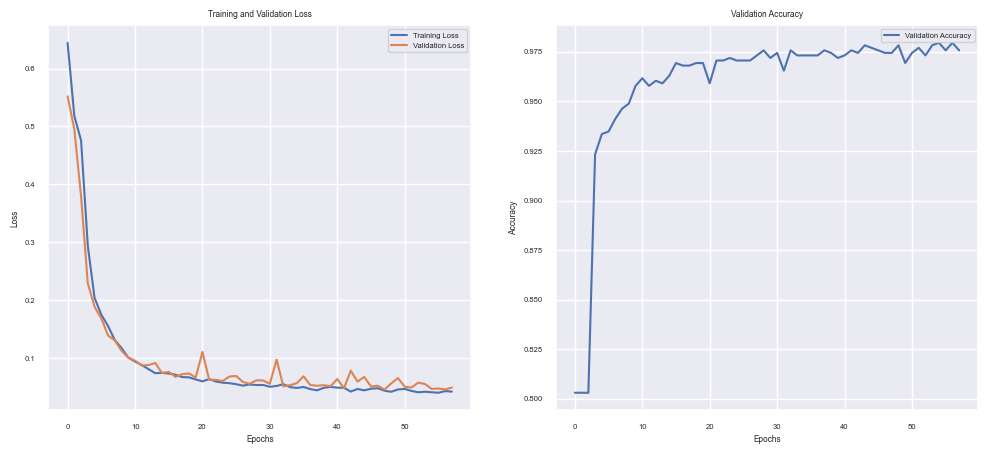 Training and Validation Loss
Training Loss
Validation Loss
0.6
0.5
0.4
0.3
0.2
0.1
Loss
0
10
20
30
40
50
Epochs
Validation Accuracy
Validation Accuracy
0.975
0.950
0.925
0.900
0.875
0.850
0.825
0.800
Accuracy
0
10
20
30
40
50
Epochs